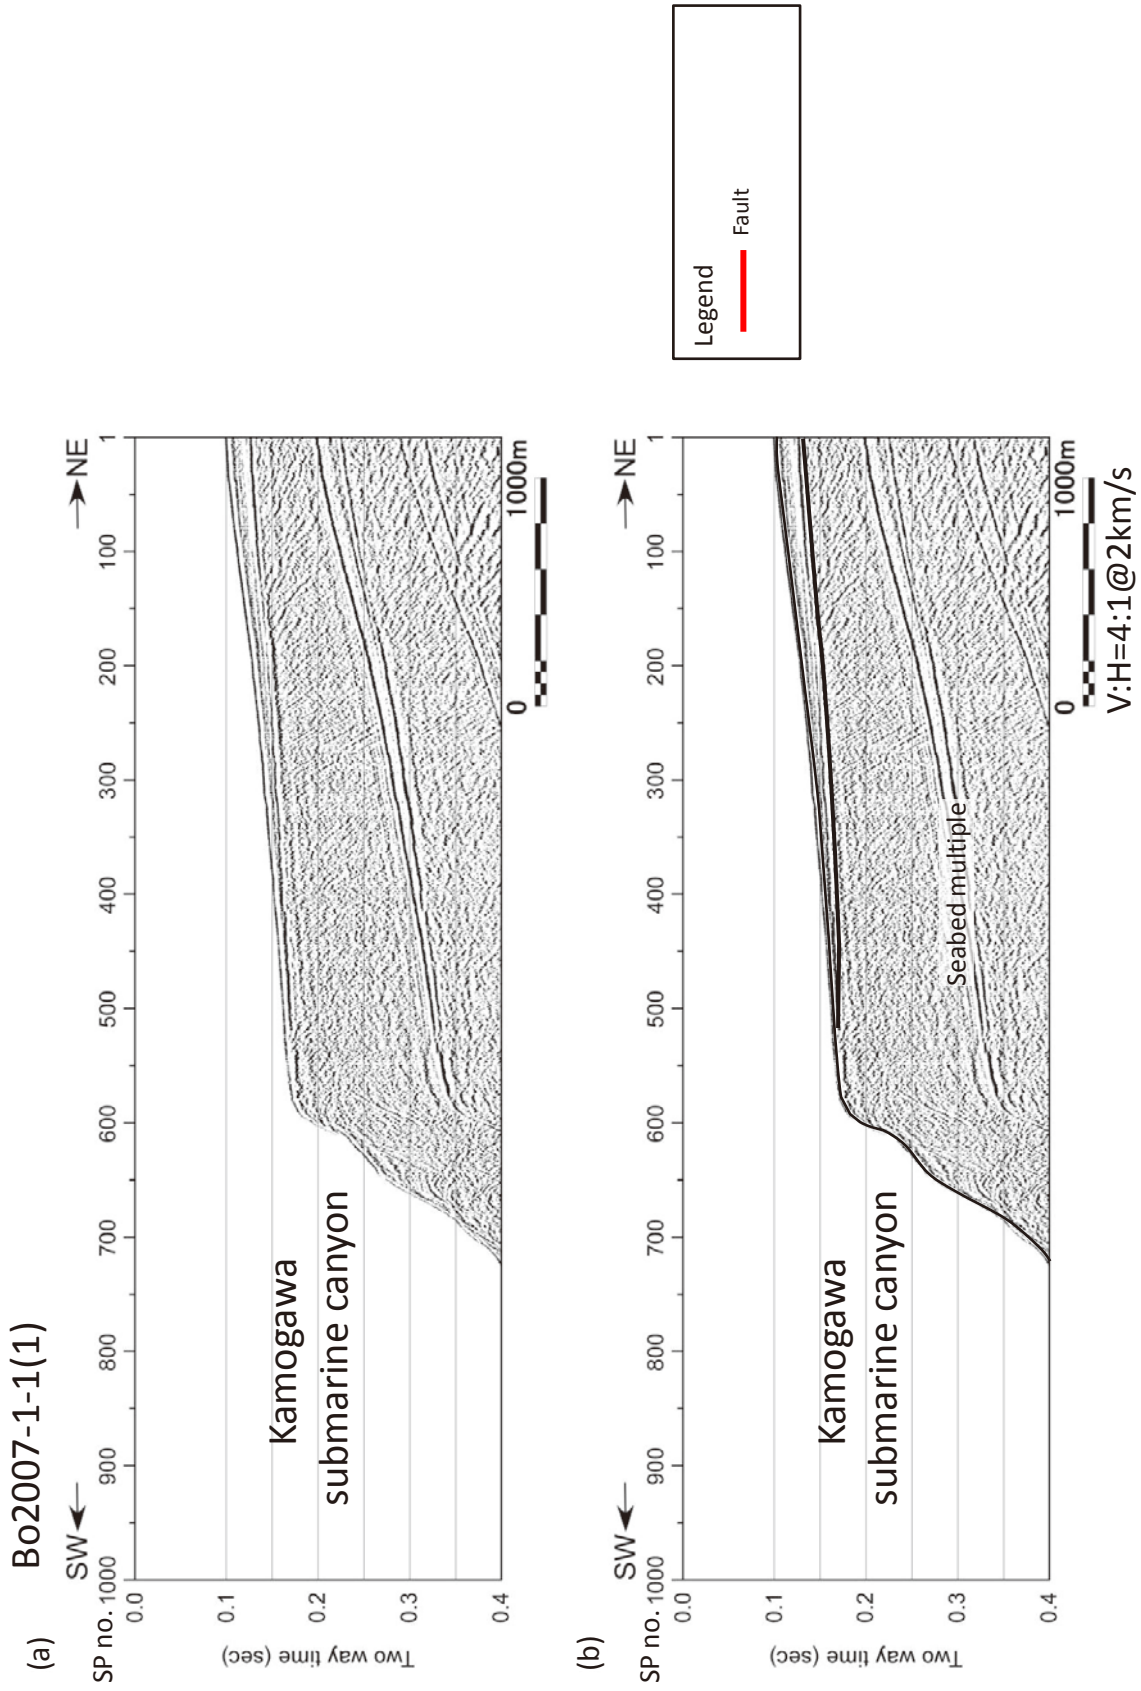 Bo2007-1-1(1)
(a)
SW
NE
SP no. 1000 900 800 700 600 500 400 300 200 100 1
0.0
0.1
0.2
0.3
0.4
Two way time (sec)
Kamogawa
submarine canyon
0 1000m
(b)
SW
NE
SP no. 1000 900 800 700 600 500 400 300 200 100 1
0.0
0.1
0.2
0.3
0.4
Two way time (sec)
Kamogawa
submarine canyon
Seabed multiple
0 1000m
V:H=4:1@2km/s
Legend
Fault